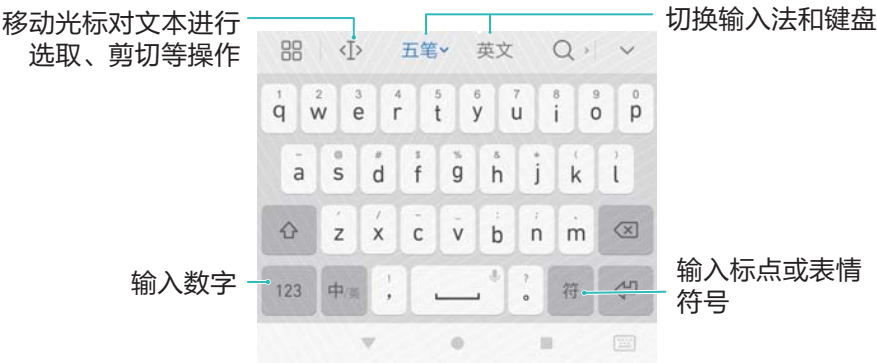 移动光标对文本进行
选取、剪切等操作
切换输入法和键盘
五笔 英文
1 2 3 4 5 6 7 8 9 0
q w e r t y u i o p
~ @ # $ % & * ( )
a s d f g h j k l
' / - _ : ; 、
z x c v b n m
输入数字
123 中/英 ! , ? 。 符
输入标点或表情
符号